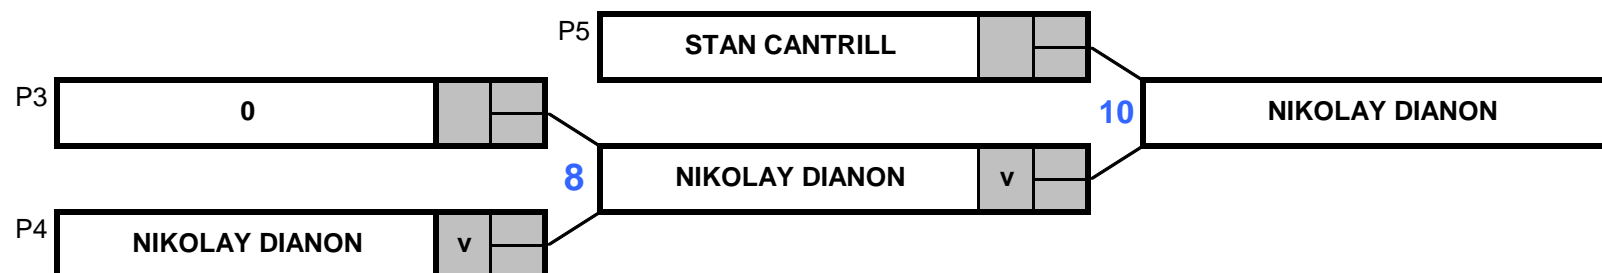 P5 STAN CANTRILL
P3 0
10 NIKOLAY DIANON
8 NIKOLAY DIANON v
P4 NIKOLAY DIANON v